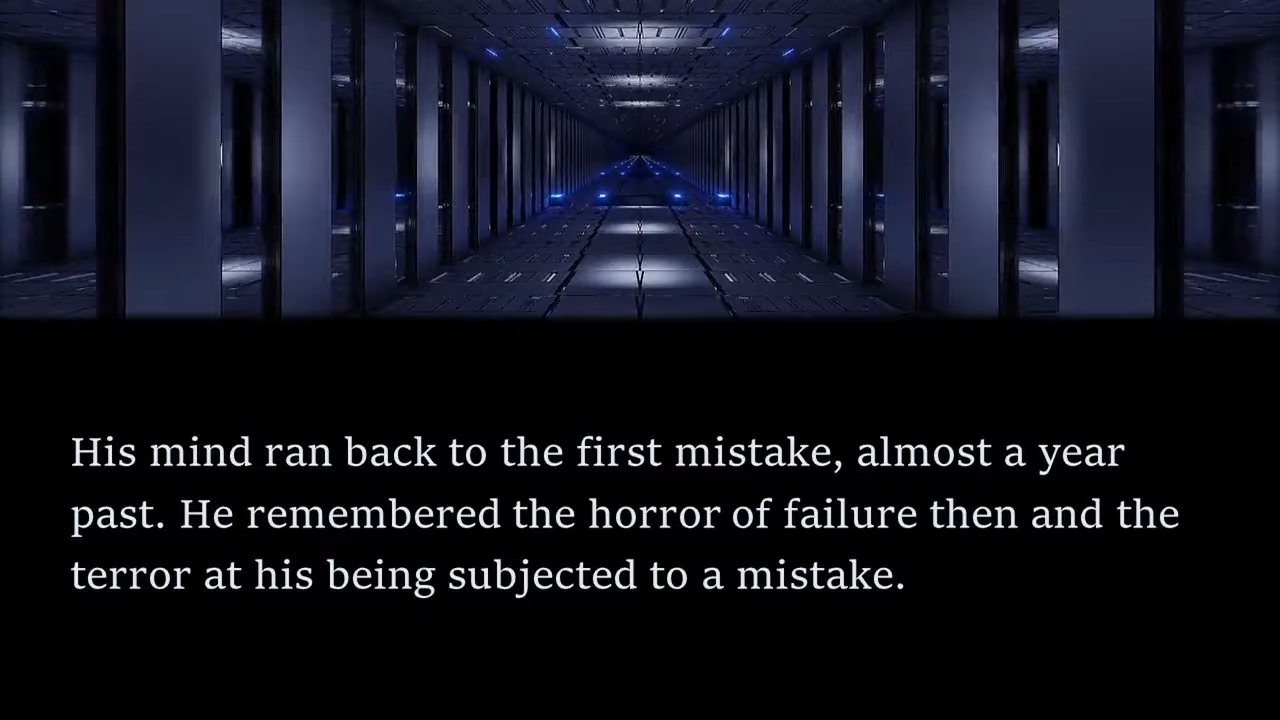 His mind ran back to the first mistake, almost a year
past. He remembered the horror of failure then and the
terror at his being subjected to a mistake.